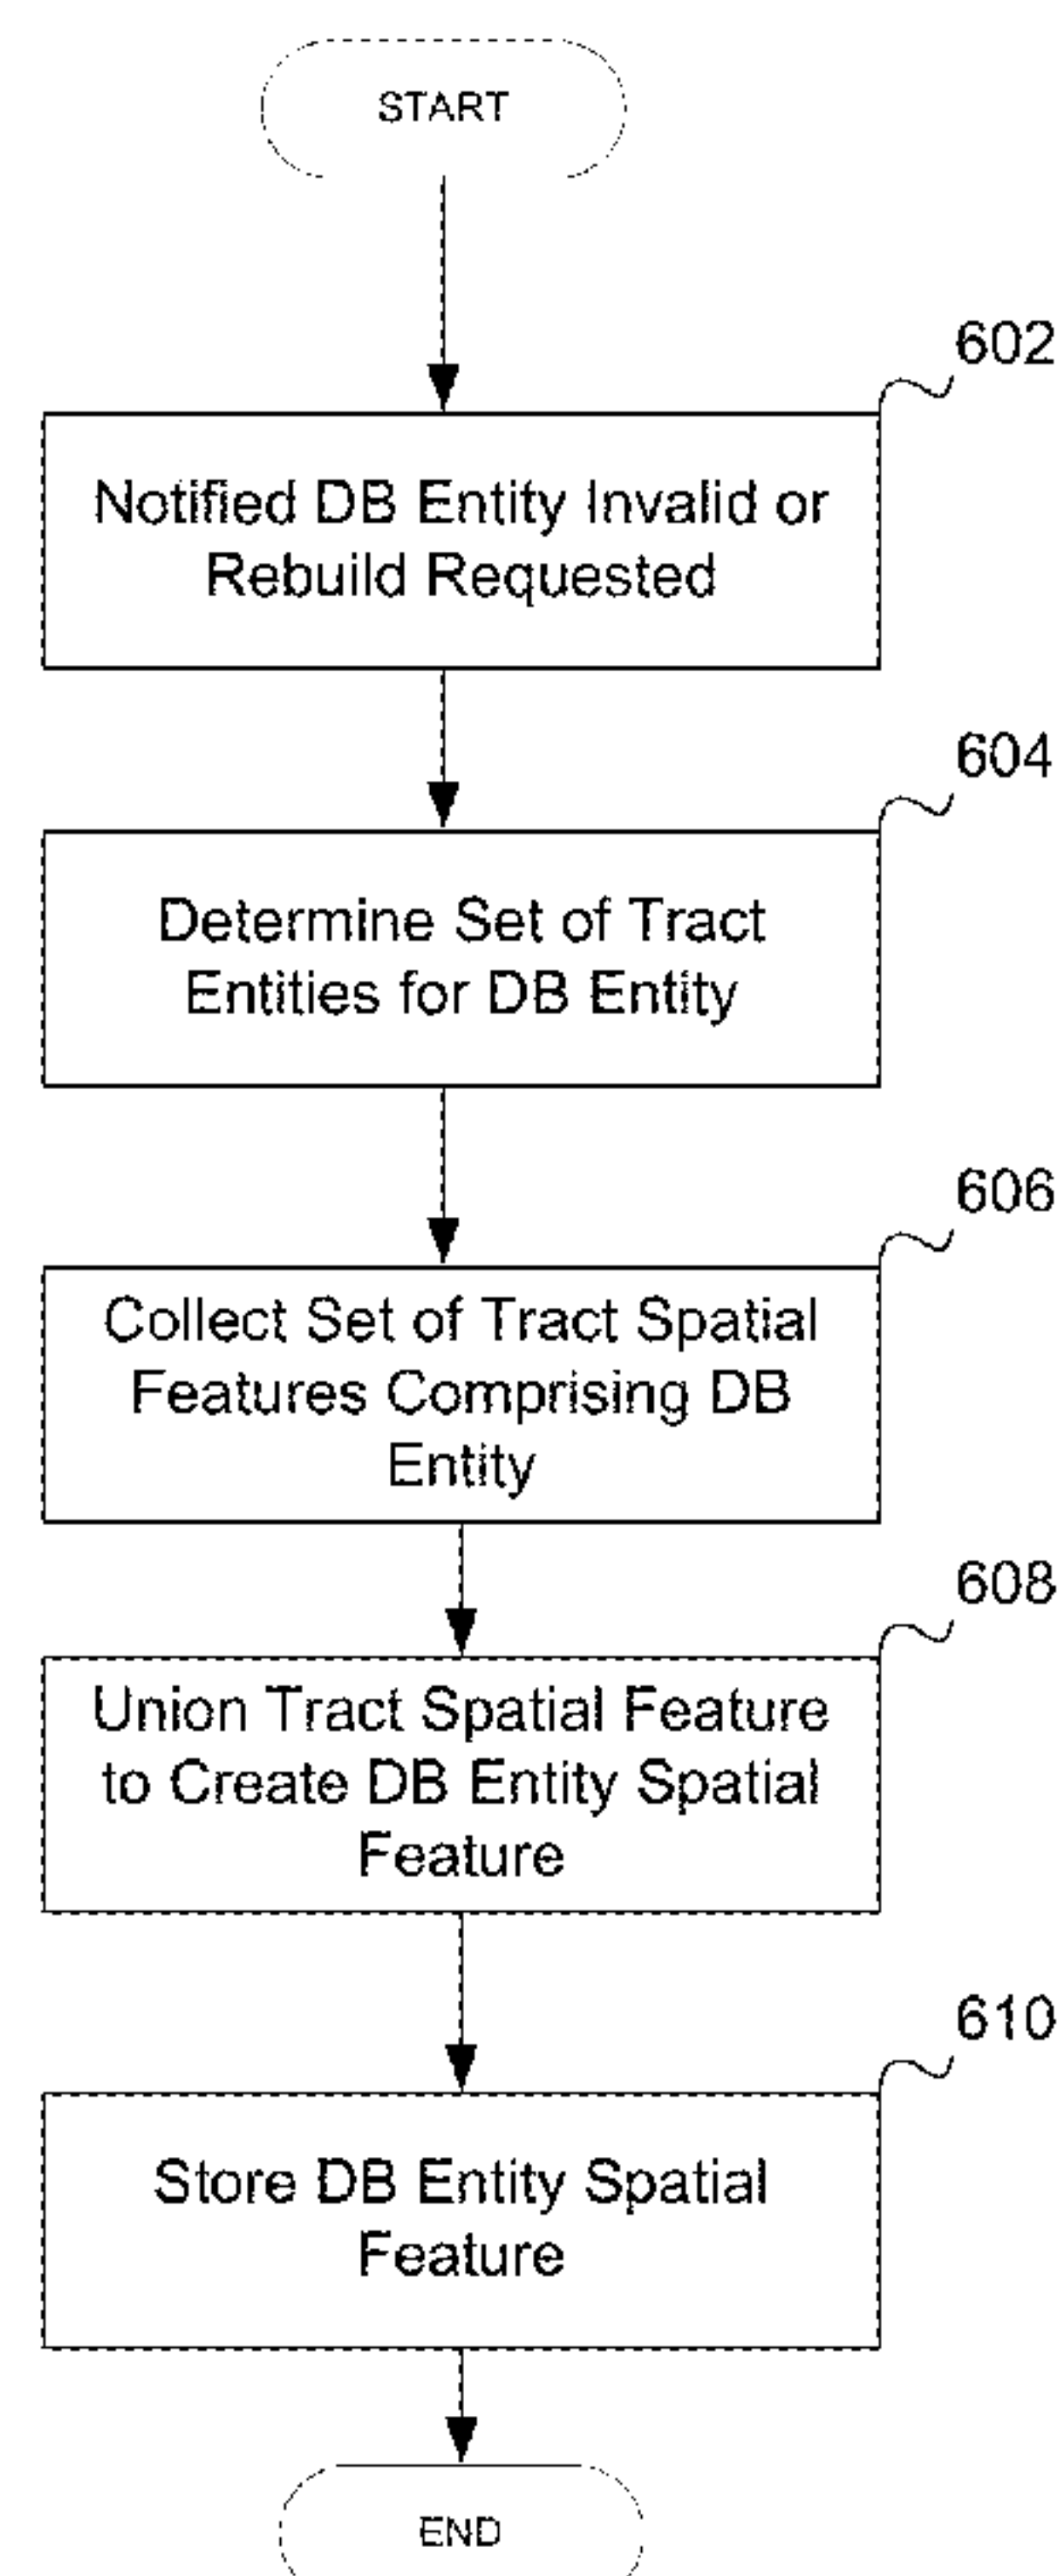 START
602
Notified DB Entity Invalid or
Rebuild Requested
604
Determine Set of Tract
Entities for DB Entity
606
Collect Set of Tract Spatial
Features Comprising DB
Entity
608
Union Tract Spatial Feature
to Create DB Entity Spatial
Feature
610
Store DB Entity Spatial
Feature
END